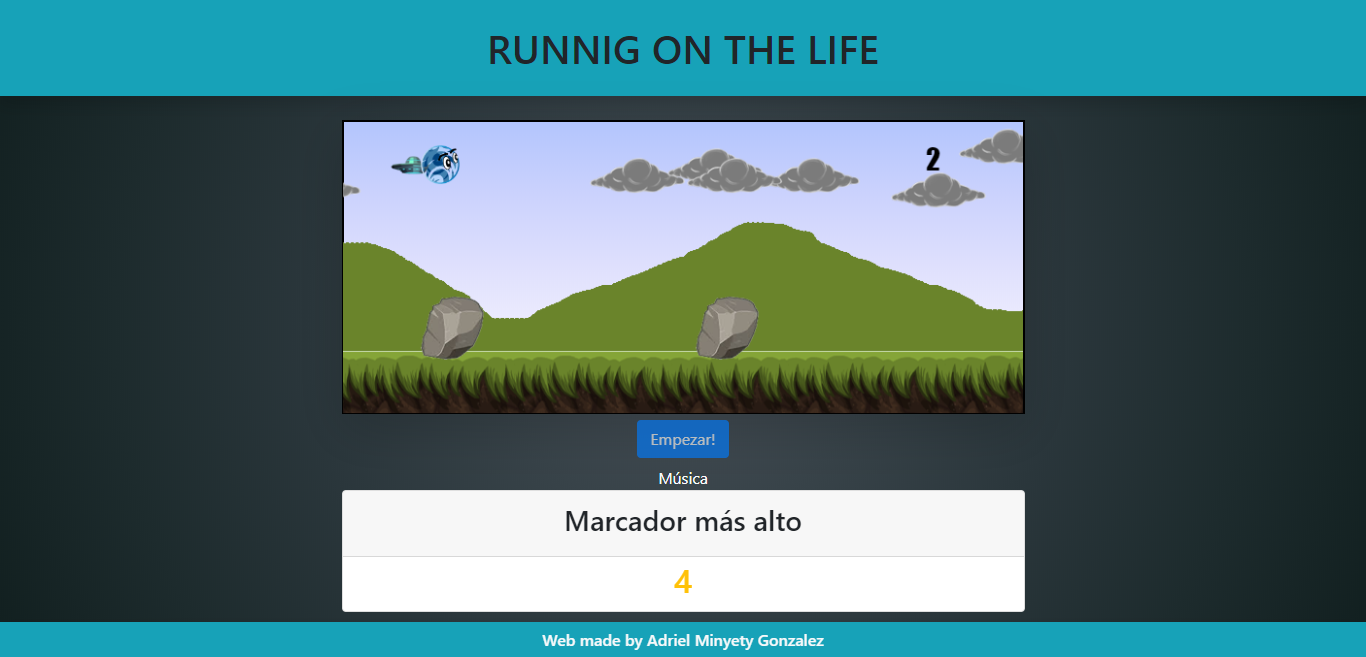 RUNNIG ON THE LIFE
2
Empezar!
Música
Marcador más alto
4
Web made by Adriel Minyety Gonzalez